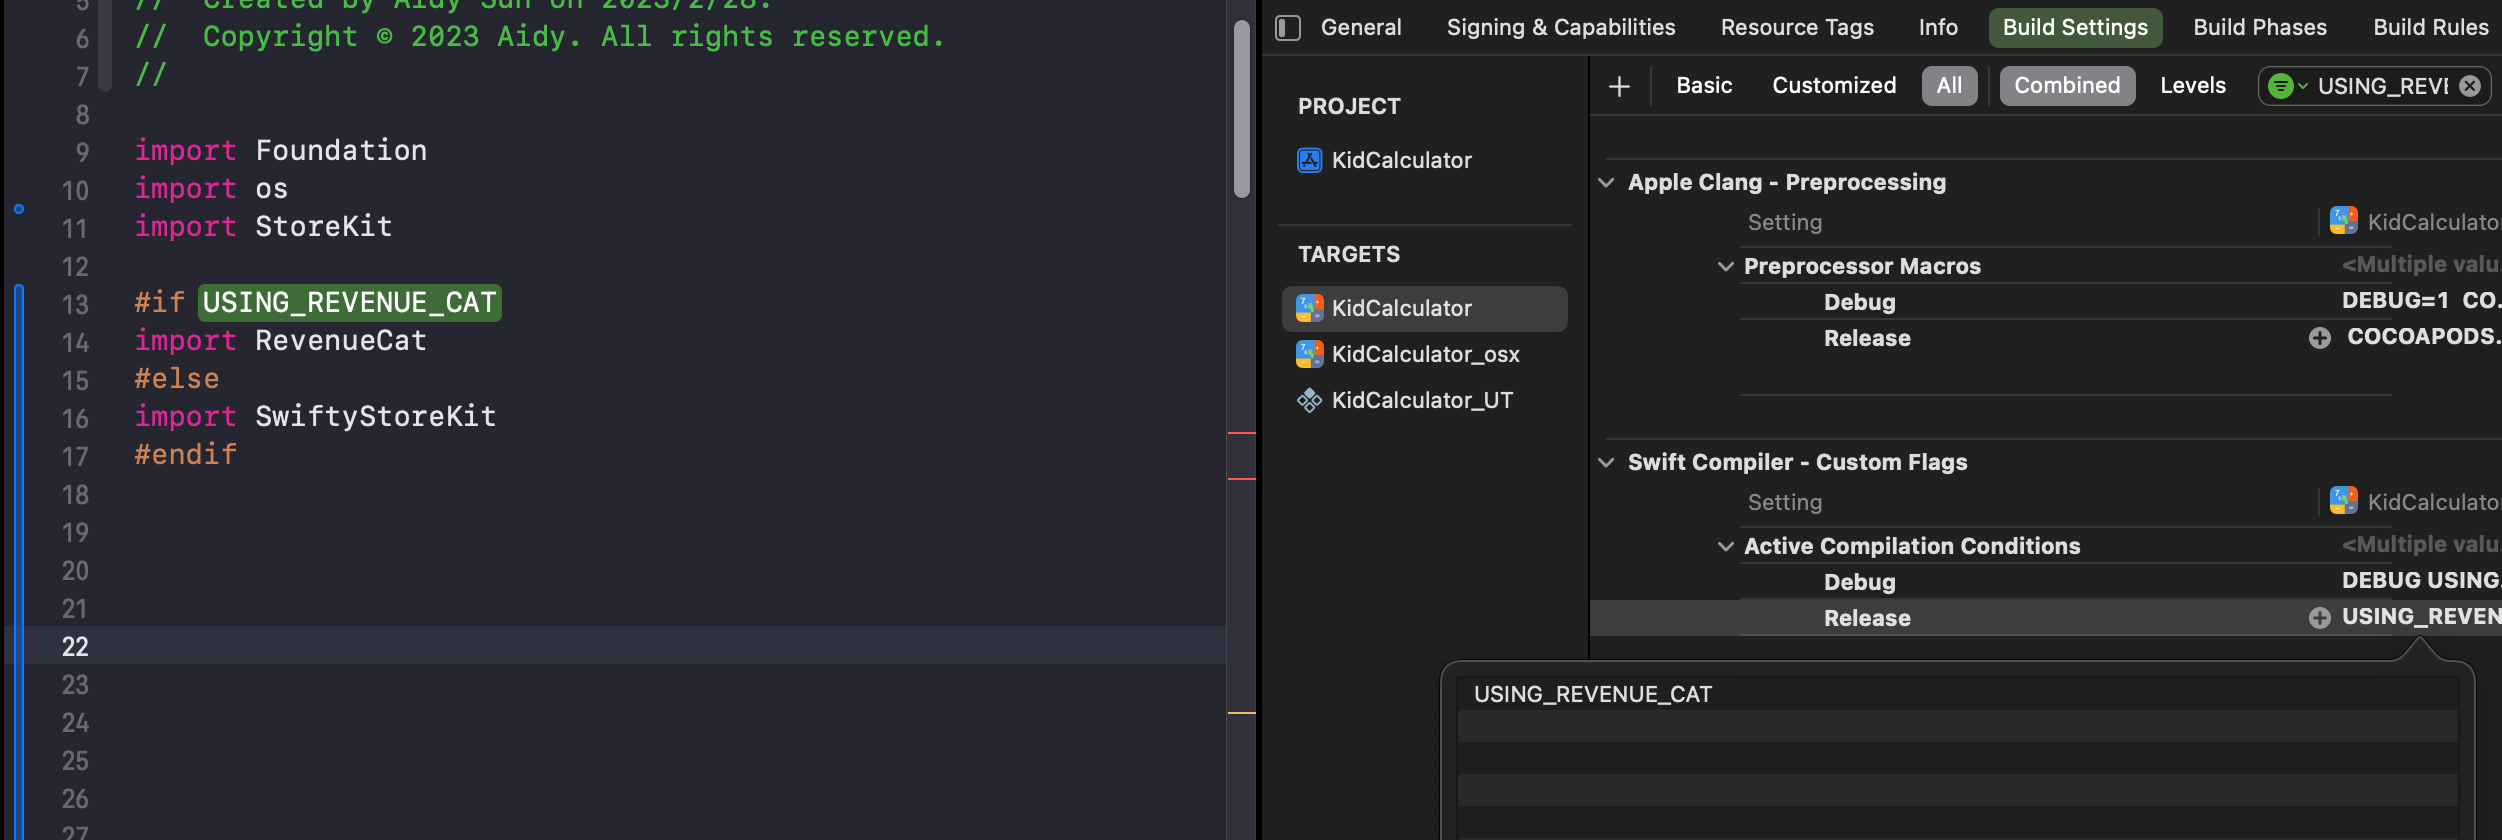 5 // Created by Aidy Sun on 2023/2/28.
6 // Copyright © 2023 Aidy. All rights reserved.
7 //
8
9 import Foundation
10 import os
11 import StoreKit
12
13 #if USING_REVENUE_CAT
14 import RevenueCat
15 #else
16 import SwiftyStoreKit
17 #endif
18
19
20
21
22
23
24
25
26
27
General Signing & Capabilities Resource Tags Info Build Settings Build Phases Build Rules
PROJECT
KidCalculator
TARGETS
KidCalculator
KidCalculator_osx
KidCalculator_UT
+ Basic Customized All Combined Levels USING_REVE
Apple Clang - Preprocessing
Setting KidCalculator
Preprocessor Macros <Multiple valu
Debug DEBUG=1 CO.
Release COCOAPODS.
Swift Compiler - Custom Flags
Setting KidCalculator
Active Compilation Conditions <Multiple valu
Debug DEBUG USING
Release USING_REVEN
USING_REVENUE_CAT